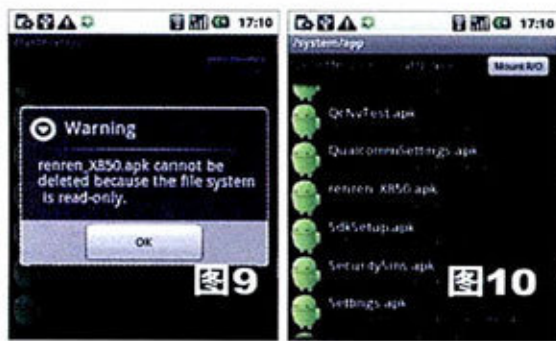 17:10
Warning
renren_X850.apk cannot be
deleted because the file system
is read-only.
OK
图9
17:10
/system/app
Mount R/O
QcNvTest.apk
QualcommSettings.apk
renren_X850.apk
SdkSetup.apk
SecuritySins.apk
Settings.apk
图10